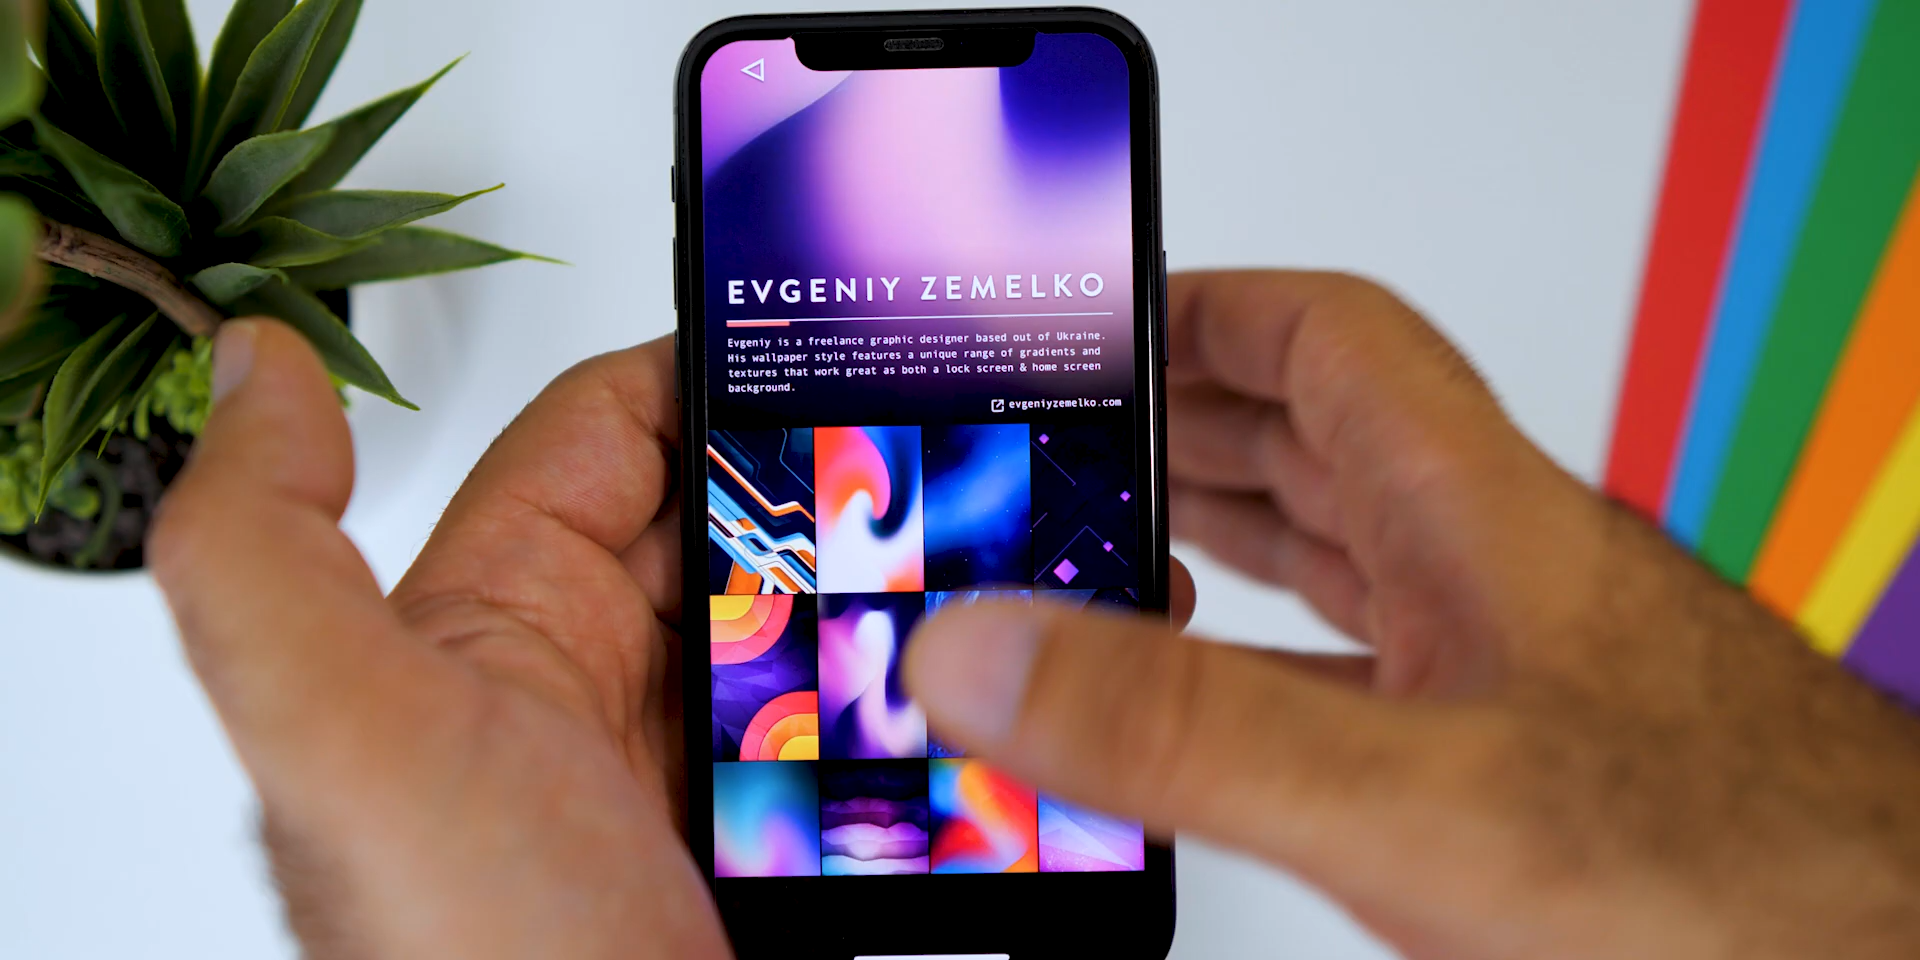 EVGENIY ZEMELKO
Evgeniy is a freelance graphic designer based out of Ukraine.
His wallpaper style features a unique range of gradients and
textures that work great as both a lock screen & home screen
background.
evgeniyzemelko.com